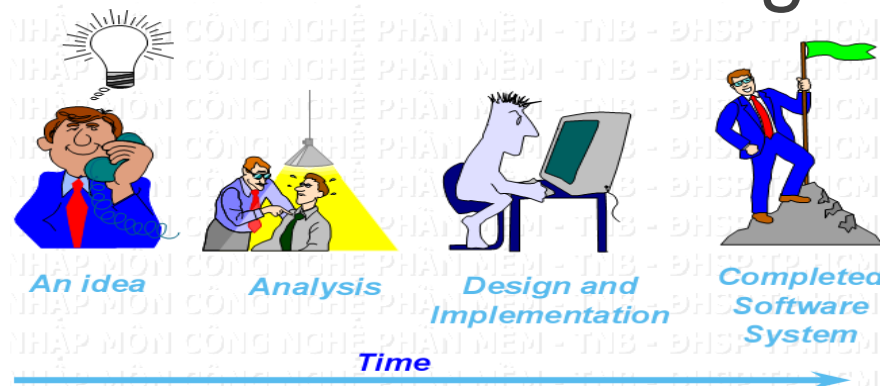 NHẬP MÔN CÔNG NGHỆ PHẦN MỀM - TNB - ĐHSP TP HCM
An idea
Analysis
Design and
Implementation
Completed
Software
System
Time